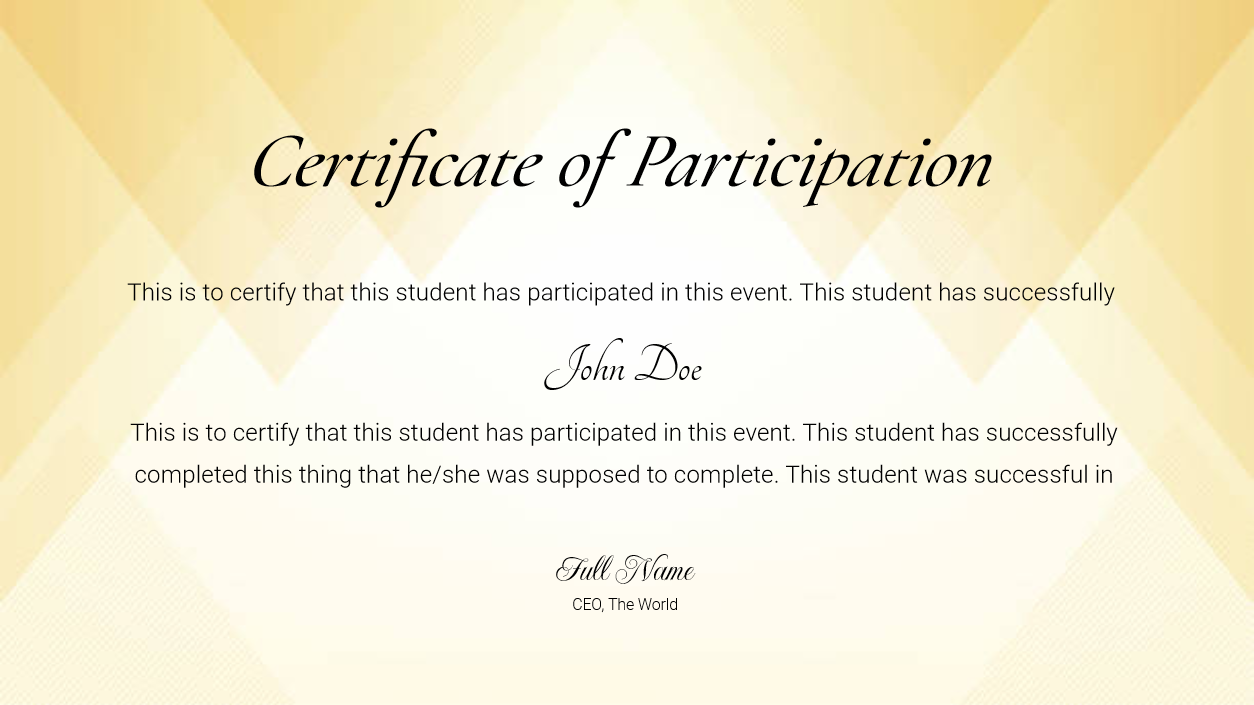 Certificate of Participation
This is to certify that this student has participated in this event. This student has successfully
John Doe
This is to certify that this student has participated in this event. This student has successfully
completed this thing that he/she was supposed to complete. This student was successful in
Full Name
CEO, The World